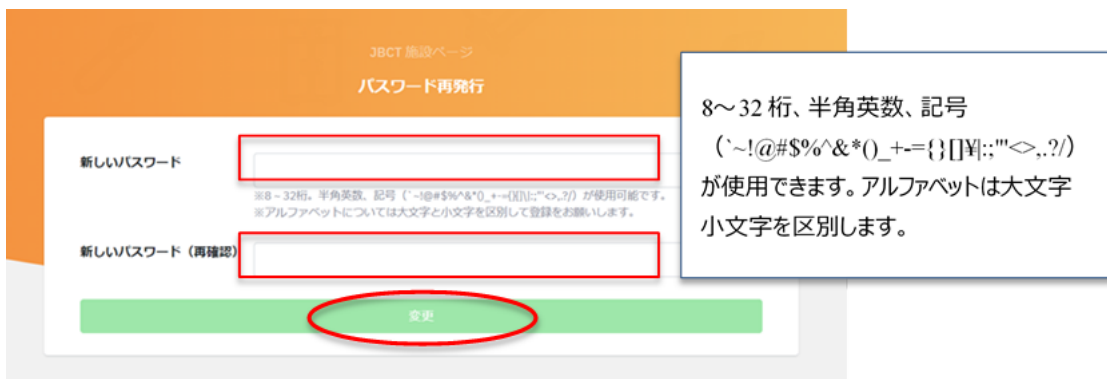 JBCT 施設ページ
パスワード再発行
新しいパスワード
※8～32桁。半角英数、記号（`~!@#$%^&*()_+-={}[]\|:;"'<>,.?/）が使用可能です。
※アルファベットについては大文字と小文字を区別して登録をお願いします。
新しいパスワード（再確認）
変更
8～32 桁、半角英数、記号
（`~!@#$%^&*()_+-={}[]¥|:;"'<>,.?/）
が使用できます。アルファベットは大文字
小文字を区別します。